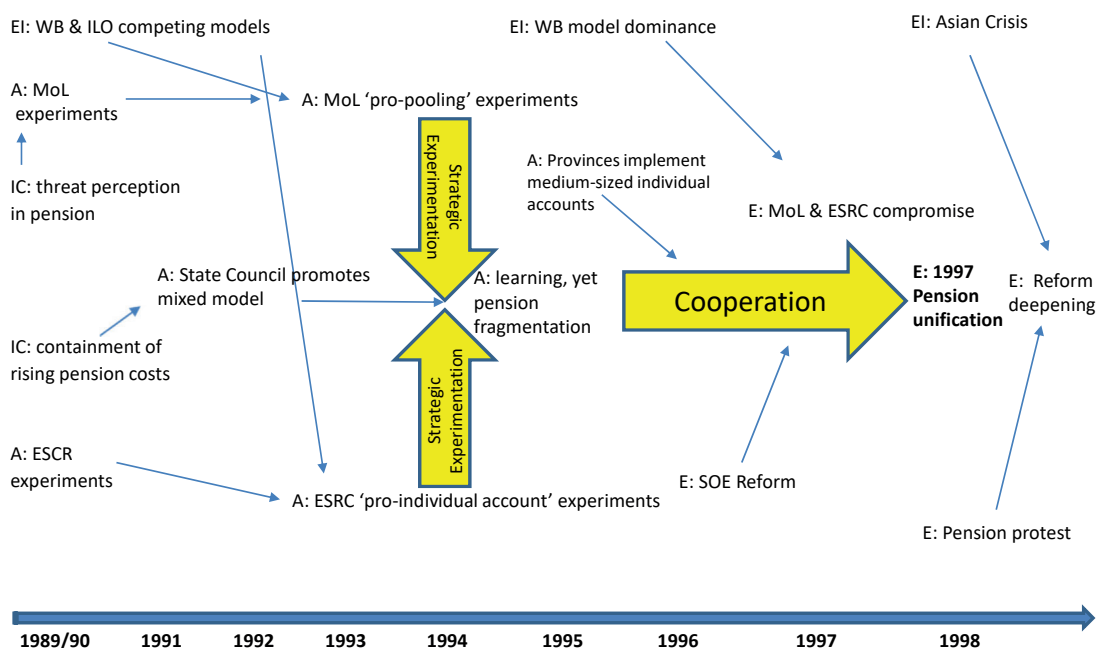 EI: WB & ILO competing models
EI: WB model dominance
EI: Asian Crisis
A: MoL
experiments
A: MoL ‘pro-pooling’ experiments
Strategic
Experimentation
A: Provinces implement
medium-sized individual
accounts
IC: threat perception
in pension
E: MoL & ESRC compromise
A: State Council promotes
mixed model
A: learning, yet
pension
fragmentation
Cooperation
E: 1997
Pension
unification
E: Reform
deepening
IC: containment of
rising pension costs
Strategic
Experimentation
A: ESCR
experiments
E: SOE Reform
A: ESRC ‘pro-individual account’ experiments
E: Pension protest
1989/90 1991 1992 1993 1994 1995 1996 1997 1998